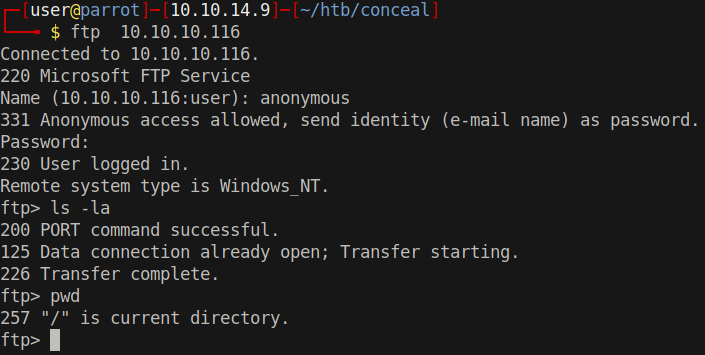 ┌─[user@parrot]─[10.10.14.9]─[~/htb/conceal]
└──╼ $ ftp  10.10.10.116
Connected to 10.10.10.116.
220 Microsoft FTP Service
Name (10.10.10.116:user): anonymous
331 Anonymous access allowed, send identity (e-mail name) as password.
Password:
230 User logged in.
Remote system type is Windows_NT.
ftp> ls -la
200 PORT command successful.
125 Data connection already open; Transfer starting.
226 Transfer complete.
ftp> pwd
257 "/" is current directory.
ftp>